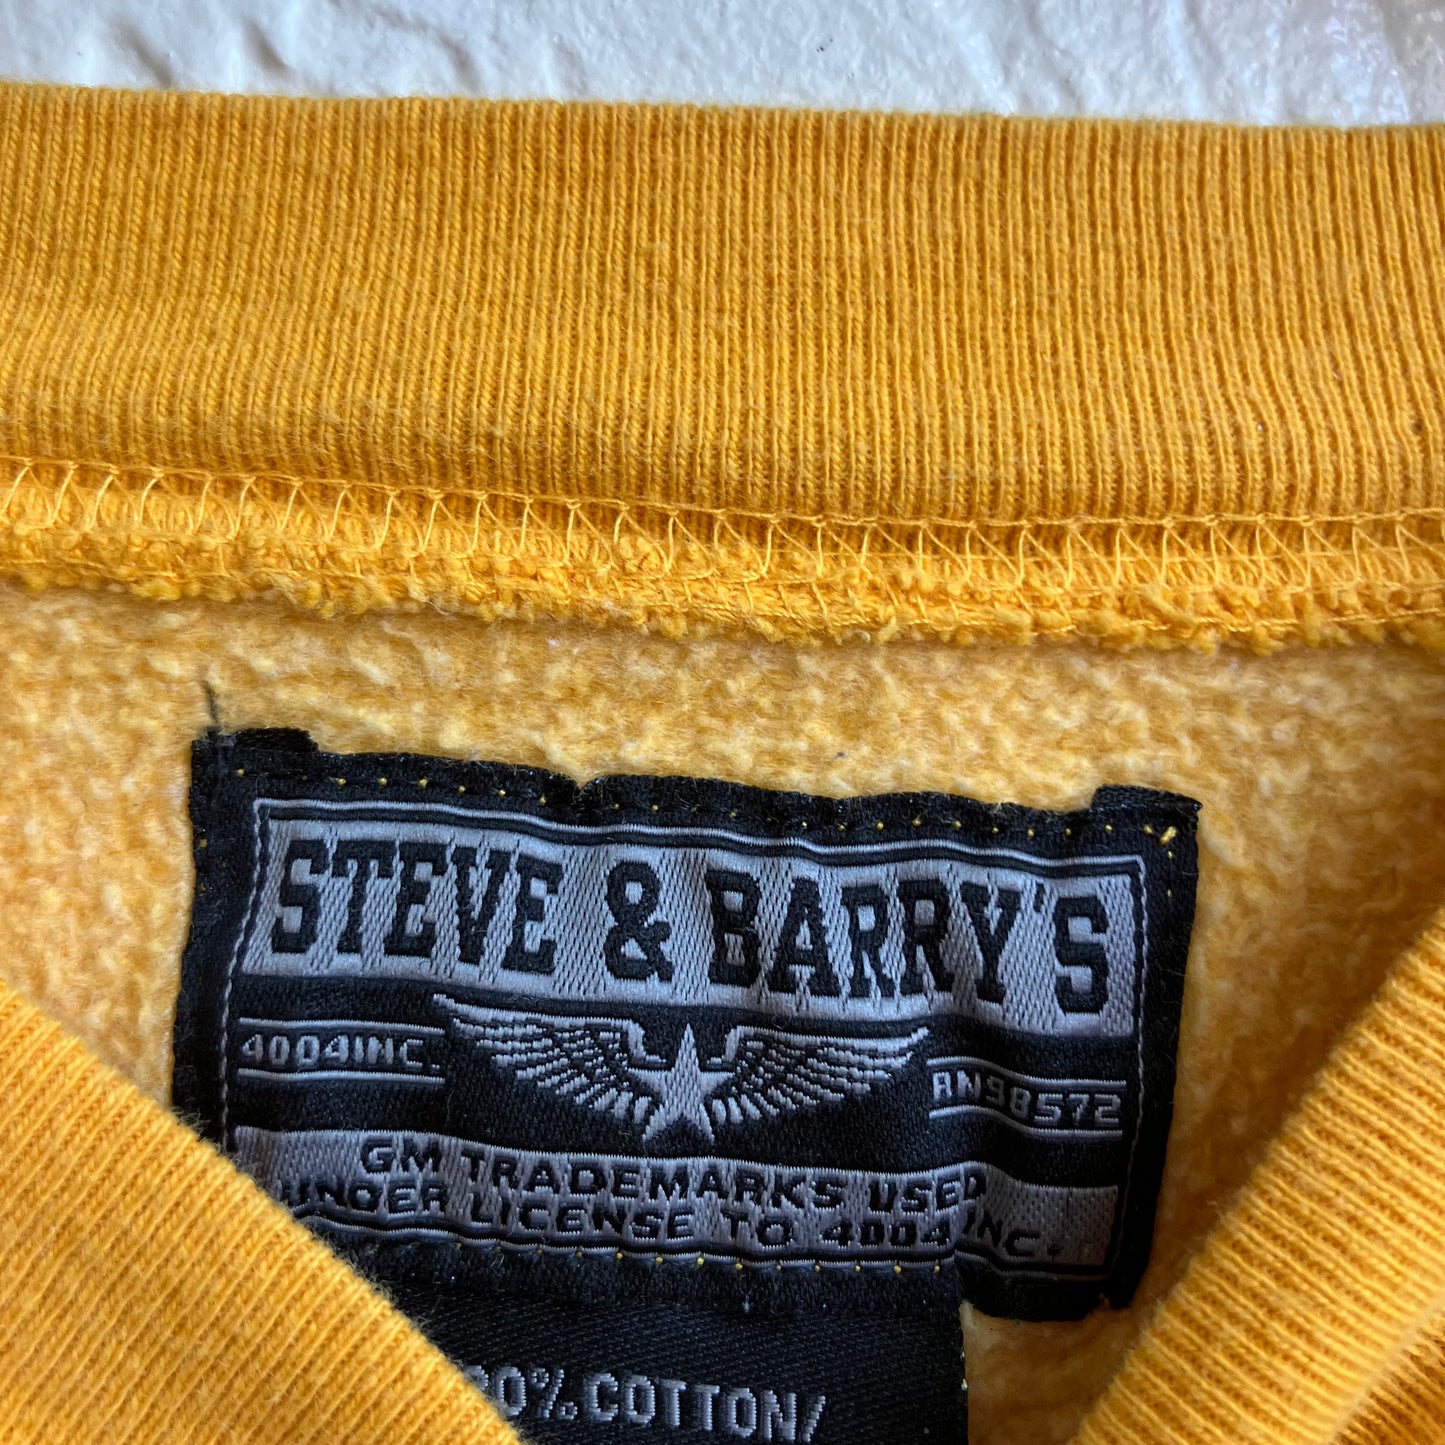 STEVE & BARRY'S
4004INC. RN98572
GM TRADEMARKS USED
UNDER LICENSE TO 4004 INC.
COTTON/